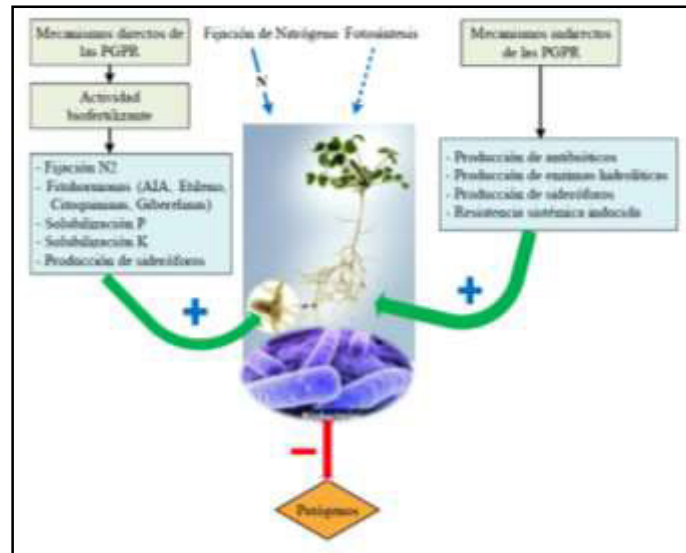 Mecanismos directos de
las PGPR
Actividad
biofertilizante
- Fijación N2
- Fitohormonas (AIA, Etileno,
Citoquininas, Giberelinas)
- Solubilización P
- Solubilización K
- Producción de sideróforos
Fijación de Nitrógeno Fotosíntesis
N
Mecanismos indirectos
de las PGPR
- Producción de antibióticos
- Producción de enzimas hidrolíticas
- Producción de sideróforos
- Resistencia sistémica inducida
+
+
Patógenos